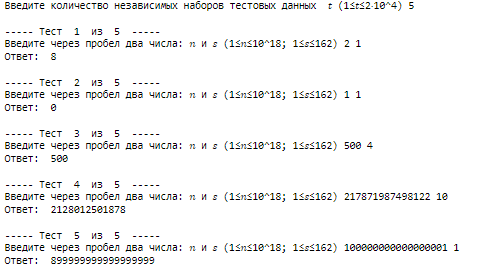 Введите количество независимых наборов тестовых данных  t (1≤t≤2⋅10^4) 5
----- Тест  1  из  5  -----
Введите через пробел два числа: n и s (1≤n≤10^18; 1≤s≤162) 2 1
Ответ:  8
----- Тест  2  из  5  -----
Введите через пробел два числа: n и s (1≤n≤10^18; 1≤s≤162) 1 1
Ответ:  0
----- Тест  3  из  5  -----
Введите через пробел два числа: n и s (1≤n≤10^18; 1≤s≤162) 500 4
Ответ:  500
----- Тест  4  из  5  -----
Введите через пробел два числа: n и s (1≤n≤10^18; 1≤s≤162) 217871987498122 10
Ответ:  2128012501878
----- Тест  5  из  5  -----
Введите через пробел два числа: n и s (1≤n≤10^18; 1≤s≤162) 100000000000000001 1
Ответ:  899999999999999999